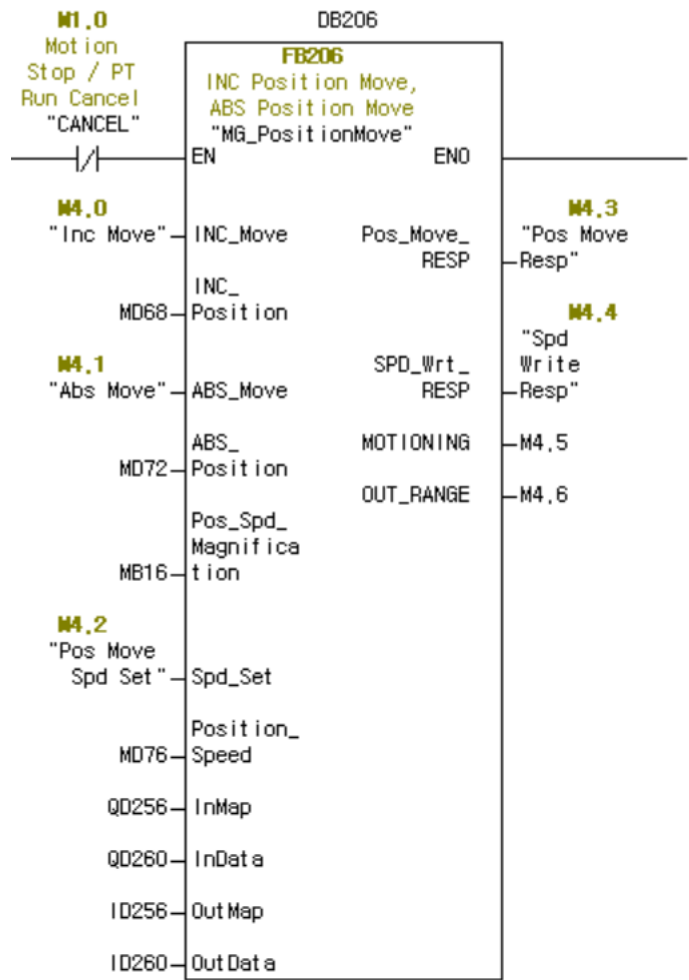 M1.0
Motion
Stop / PT
Run Cancel
"CANCEL"
DB206
FB206
INC Position Move,
ABS Position Move
"MG_PositionMove"
EN
ENO
M4.0
"Inc Move"
INC_Move
Pos_Move_
RESP
M4.3
"Pos Move
Resp"
MD68
INC_
Position
M4.1
"Abs Move"
ABS_Move
SPD_Wrt_
RESP
M4.4
"Spd
Write
Resp"
MD72
ABS_
Position
MOTIONING
M4.5
OUT_RANGE
M4.6
MB16
Pos_Spd_
Magnifica
tion
M4.2
"Pos Move
Spd Set"
Spd_Set
MD76
Position_
Speed
QD256
InMap
QD260
InData
ID256
OutMap
ID260
OutData